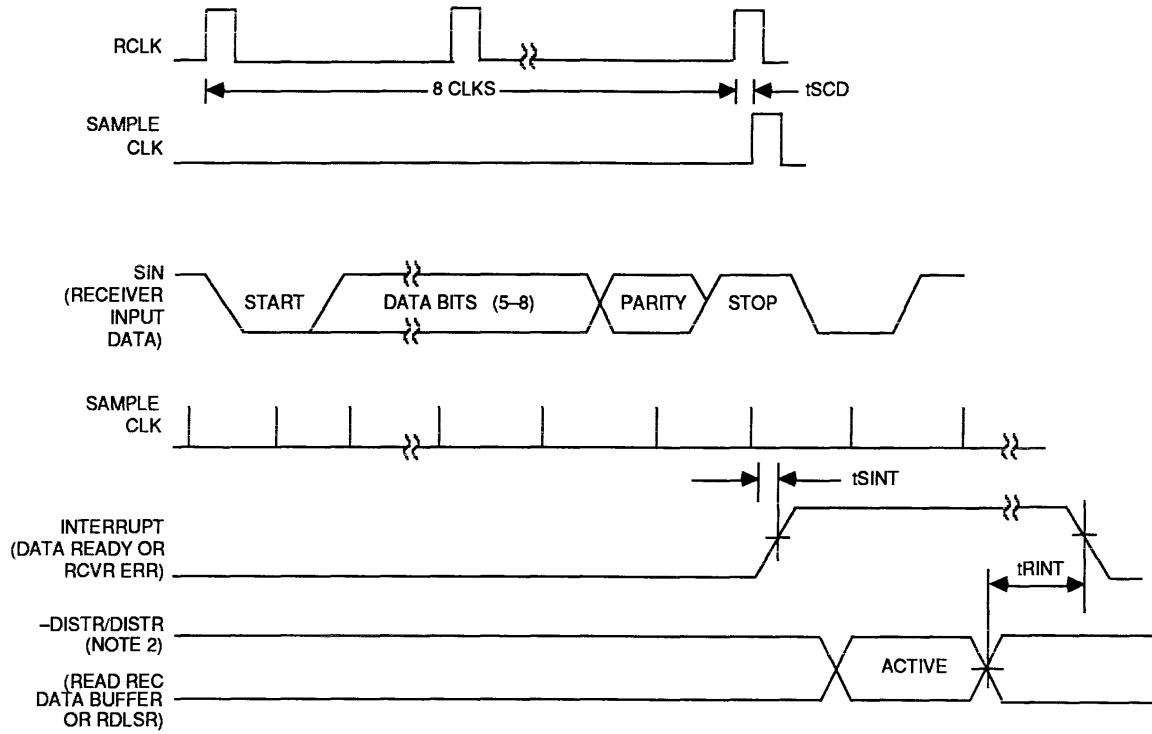 RCLK
8 CLKS
tSCD
SAMPLE
CLK
SIN
(RECEIVER
INPUT
DATA)
START
DATA BITS (5–8)
PARITY
STOP
SAMPLE
CLK
tSINT
INTERRUPT
(DATA READY OR
RCVR ERR)
tRINT
–DISTR/DISTR
(NOTE 2)
ACTIVE
(READ REC
DATA BUFFER
OR RDLSR)